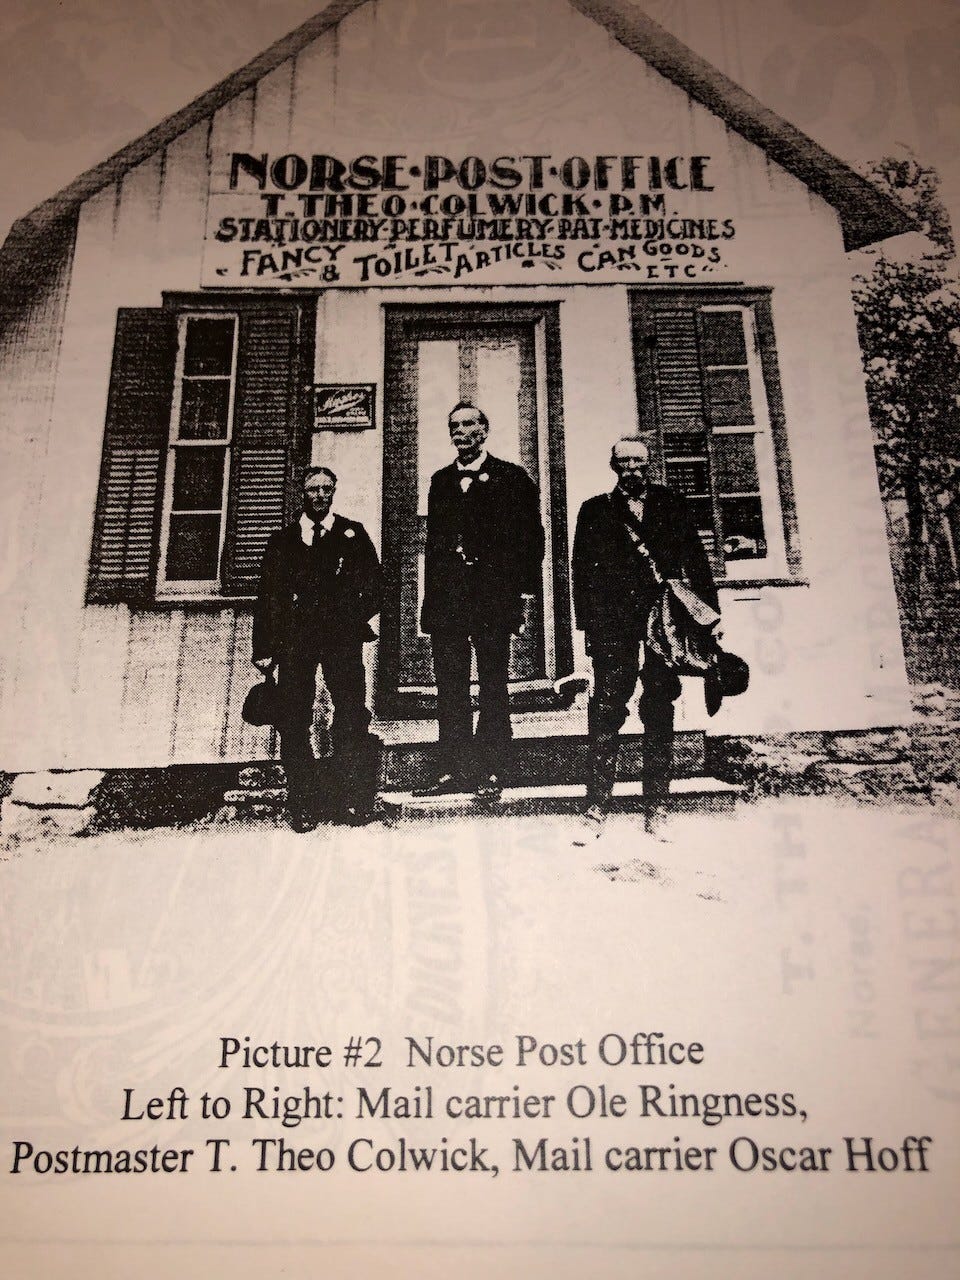 NORSE·POST·OFFICE
T. THEO·COLWICK·P.M.
STATIONERY·PERFUMERY·PAT·MEDICINES
FANCY & TOILET ARTICLES CAN GOODS ETC
Picture #2 Norse Post Office
Left to Right: Mail carrier Ole Ringness,
Postmaster T. Theo Colwick, Mail carrier Oscar Hoff